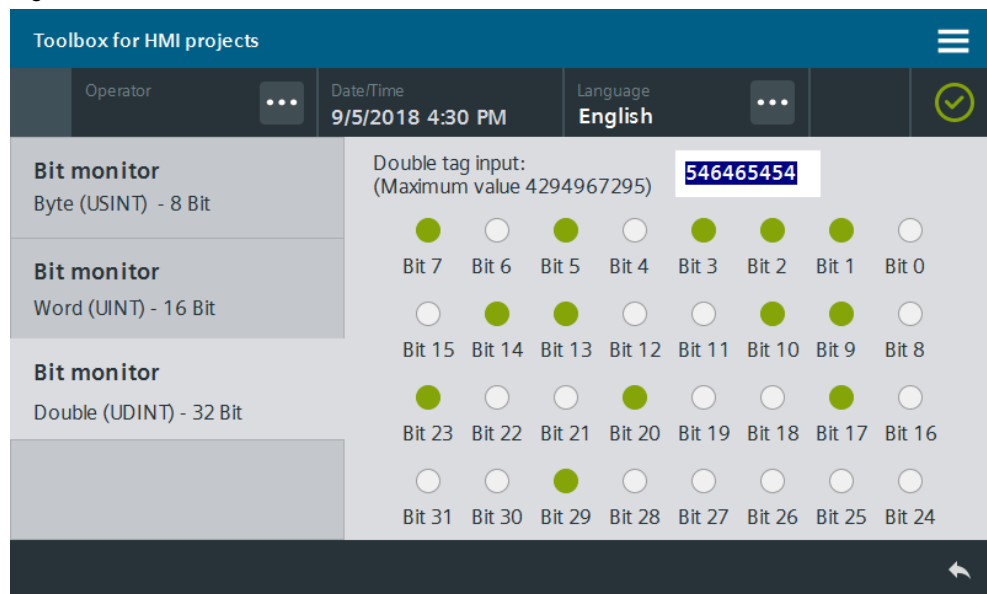 Toolbox for HMI projects
Operator
Date/Time
9/5/2018 4:30 PM
Language
English
Bit monitor
Byte (USINT) - 8 Bit
Bit monitor
Word (UINT) - 16 Bit
Bit monitor
Double (UDINT) - 32 Bit
Double tag input:
(Maximum value 4294967295)
546465454
Bit 7 Bit 6 Bit 5 Bit 4 Bit 3 Bit 2 Bit 1 Bit 0
Bit 15 Bit 14 Bit 13 Bit 12 Bit 11 Bit 10 Bit 9 Bit 8
Bit 23 Bit 22 Bit 21 Bit 20 Bit 19 Bit 18 Bit 17 Bit 16
Bit 31 Bit 30 Bit 29 Bit 28 Bit 27 Bit 26 Bit 25 Bit 24